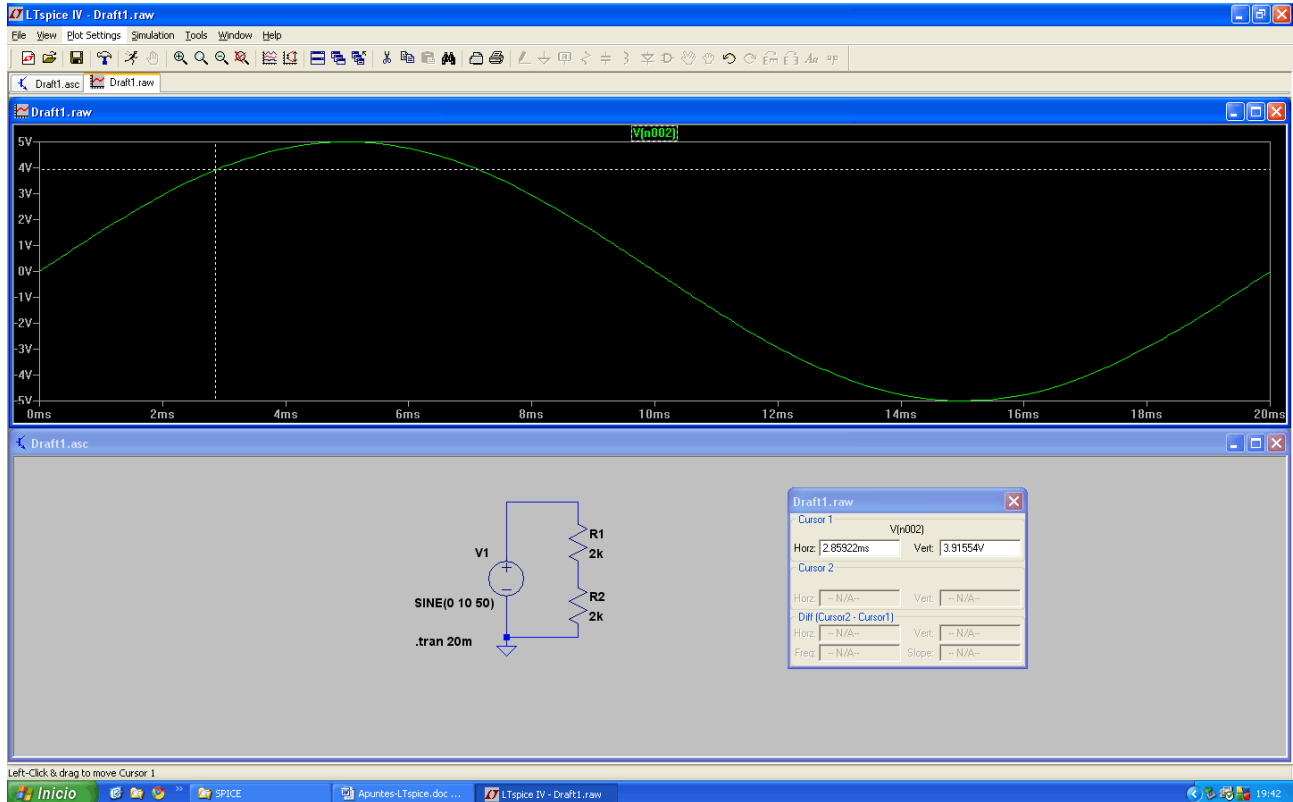 LTspice IV - Draft1.raw
File View Plot Settings Simulation Tools Window Help
Draft1.asc Draft1.raw
Draft1.raw
V(n002)
5V
4V
3V
2V
1V
0V
-1V
-2V
-3V
-4V
-5V
0ms 2ms 4ms 6ms 8ms 10ms 12ms 14ms 16ms 18ms 20ms
Draft1.asc
V1
SINE(0 10 50)
.tran 20m
R1
2k
R2
2k
Draft1.raw
Cursor 1
V(n002)
Horz: 2.85922ms Vert: 3.91554V
Cursor 2
Horz: -- N/A-- Vert: -- N/A--
Diff (Cursor2 - Cursor1)
Horz: -- N/A-- Vert: -- N/A--
Freq: -- N/A-- Slope: -- N/A--
Left-Click & drag to move Cursor 1
Inicio » SPICE Apuntes-LTspice.doc ... LTspice IV - Draft1.raw 19:42